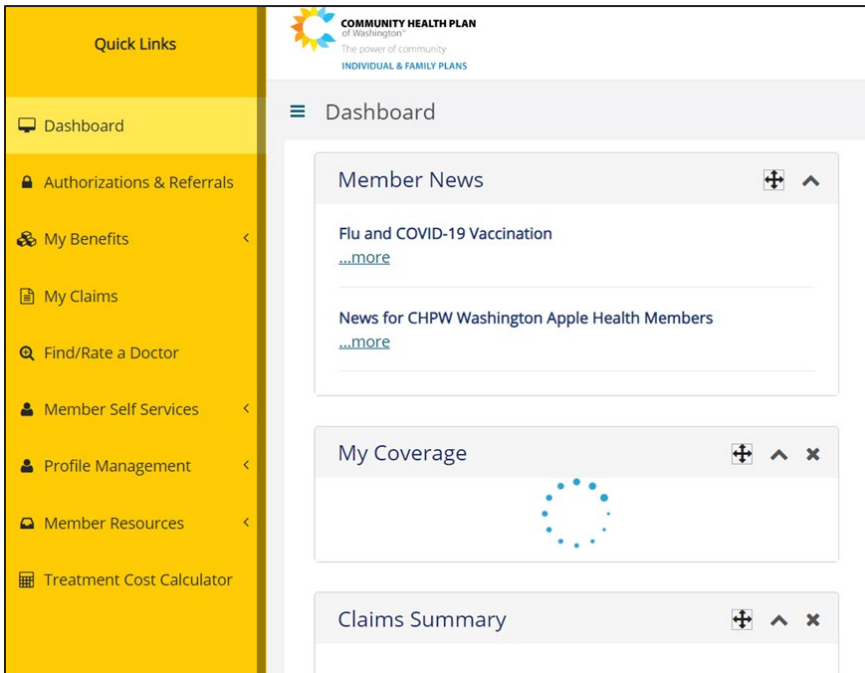 Quick Links
Dashboard
Authorizations & Referrals
My Benefits
My Claims
Find/Rate a Doctor
Member Self Services
Profile Management
Member Resources
Treatment Cost Calculator
COMMUNITY HEALTH PLAN
of Washington™
The power of community
INDIVIDUAL & FAMILY PLANS
Dashboard
Member News
Flu and COVID-19 Vaccination
...more
News for CHPW Washington Apple Health Members
...more
My Coverage
Claims Summary